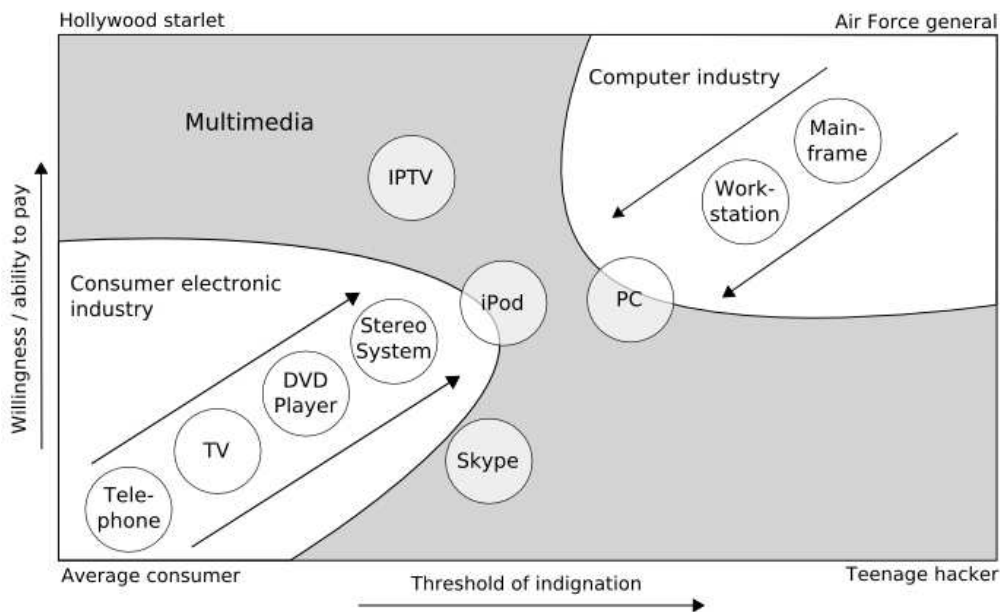 Hollywood starlet
Air Force general
Computer industry
Multimedia
Main-
frame
IPTV
Work-
station
Willingness / ability to pay
Consumer electronic
industry
iPod
PC
Stereo
System
DVD
Player
TV
Skype
Tele-
phone
Average consumer
Teenage hacker
Threshold of indignation